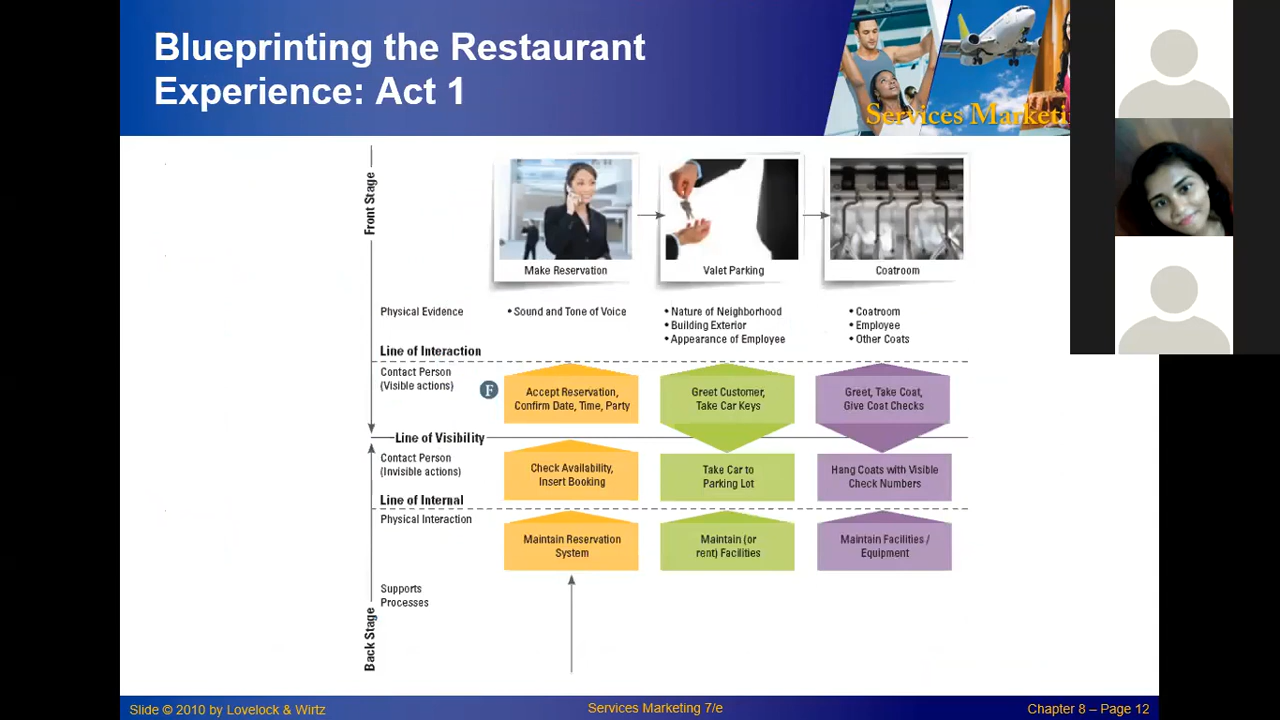 Blueprinting the Restaurant
Experience: Act 1
Services Marketi
Front Stage
Make Reservation
Valet Parking
Coatroom
Physical Evidence
• Sound and Tone of Voice
• Nature of Neighborhood
• Building Exterior
• Appearance of Employee
• Coatroom
• Employee
• Other Coats
Line of Interaction
Contact Person
(Visible actions)
F
Accept Reservation,
Confirm Date, Time, Party
Greet Customer,
Take Car Keys
Greet, Take Coat,
Give Coat Checks
Line of Visibility
Contact Person
(Invisible actions)
Check Availability,
Insert Booking
Take Car to
Parking Lot
Hang Coats with Visible
Check Numbers
Line of Internal
Physical Interaction
Maintain Reservation
System
Maintain (or
rent) Facilities
Maintain Facilities /
Equipment
Supports
Processes
Back Stage
Slide © 2010 by Lovelock & Wirtz
Services Marketing 7/e
Chapter 8 – Page 12